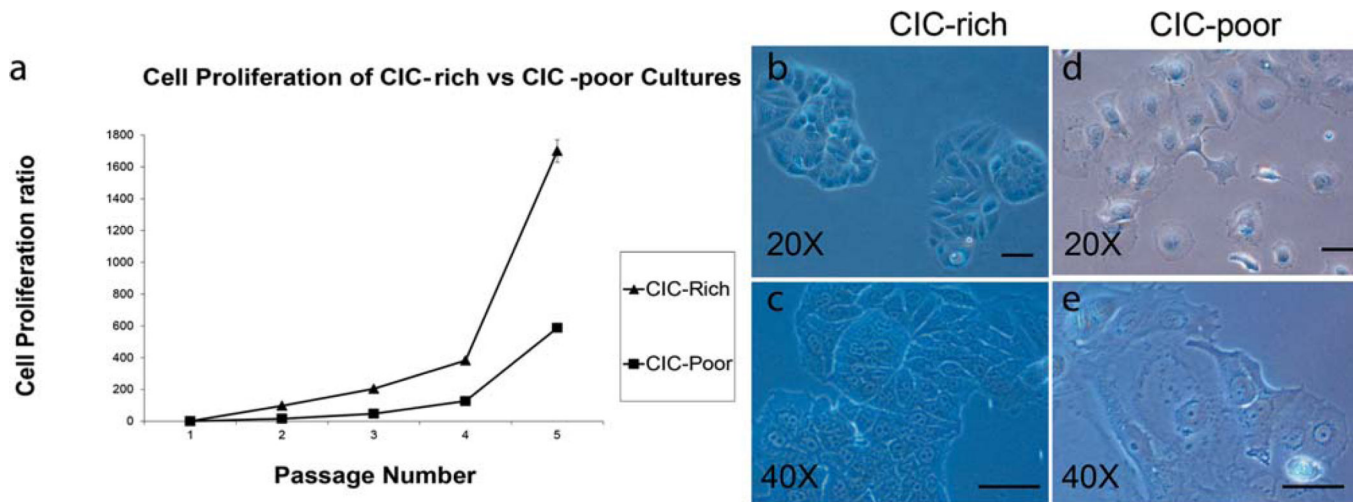 a
Cell Proliferation of CIC-rich vs CIC -poor Cultures
Cell Proliferation ratio
1800
1600
1400
1200
1000
800
600
400
200
0
1 2 3 4 5
Passage Number
CIC-Rich
CIC-Poor
CIC-rich
CIC-poor
b
20X
d
20X
c
40X
e
40X